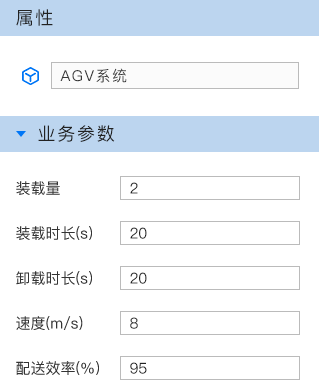 属性
AGV系统
业务参数
装载量 2
装载时长(s) 20
卸载时长(s) 20
速度(m/s) 8
配送效率(%) 95